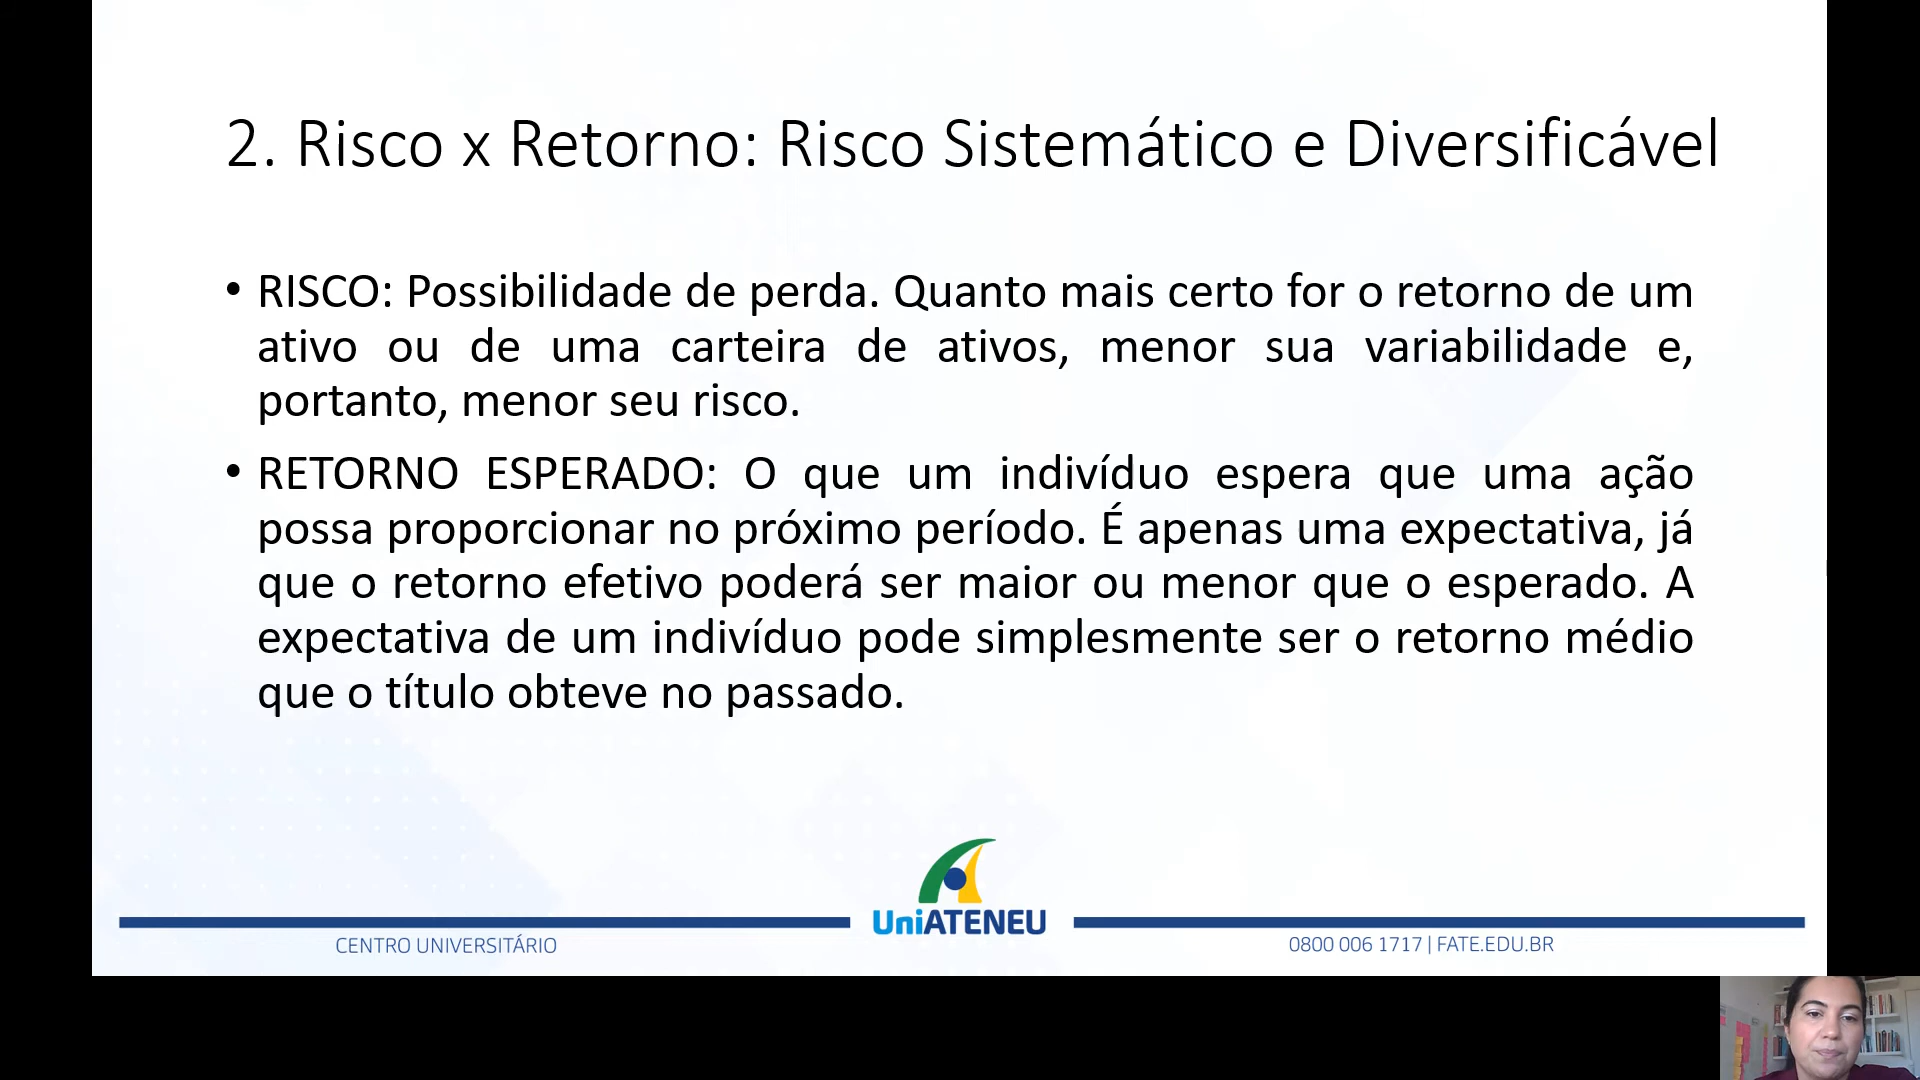 2. Risco x Retorno: Risco Sistemático e Diversificável
• RISCO: Possibilidade de perda. Quanto mais certo for o retorno de um
ativo ou de uma carteira de ativos, menor sua variabilidade e,
portanto, menor seu risco.
• RETORNO ESPERADO: O que um indivíduo espera que uma ação
possa proporcionar no próximo período. É apenas uma expectativa, já
que o retorno efetivo poderá ser maior ou menor que o esperado. A
expectativa de um indivíduo pode simplesmente ser o retorno médio
que o título obteve no passado.
UniATENEU
CENTRO UNIVERSITÁRIO
0800 006 1717 | FATE.EDU.BR